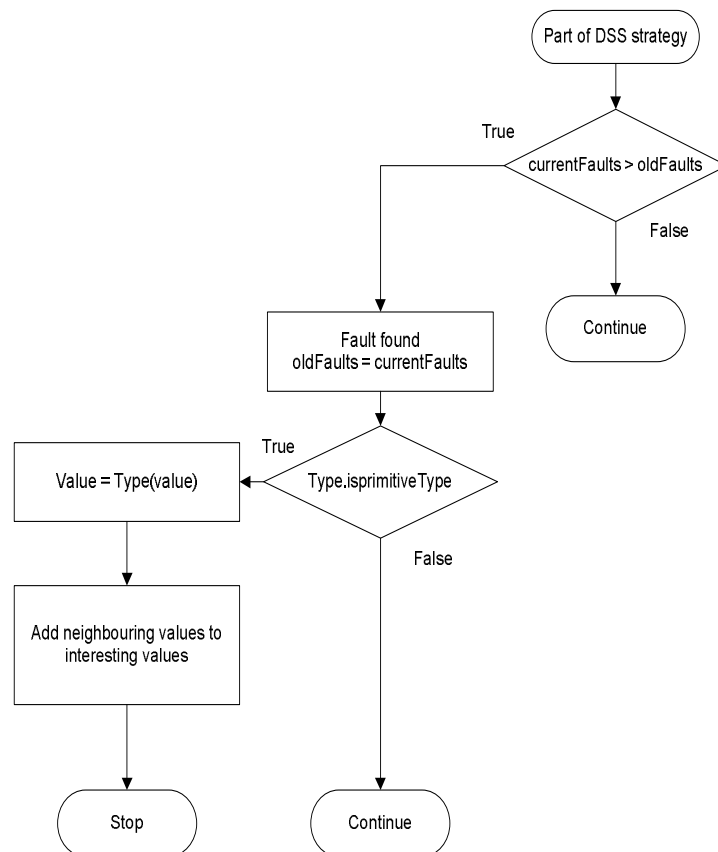 Part of DSS strategy
True
currentFaults > oldFaults
False
Continue
Fault found
oldFaults = currentFaults
True
Value = Type(value)
Type.isprimitiveType
False
Add neighbouring values to
interesting values
Stop
Continue